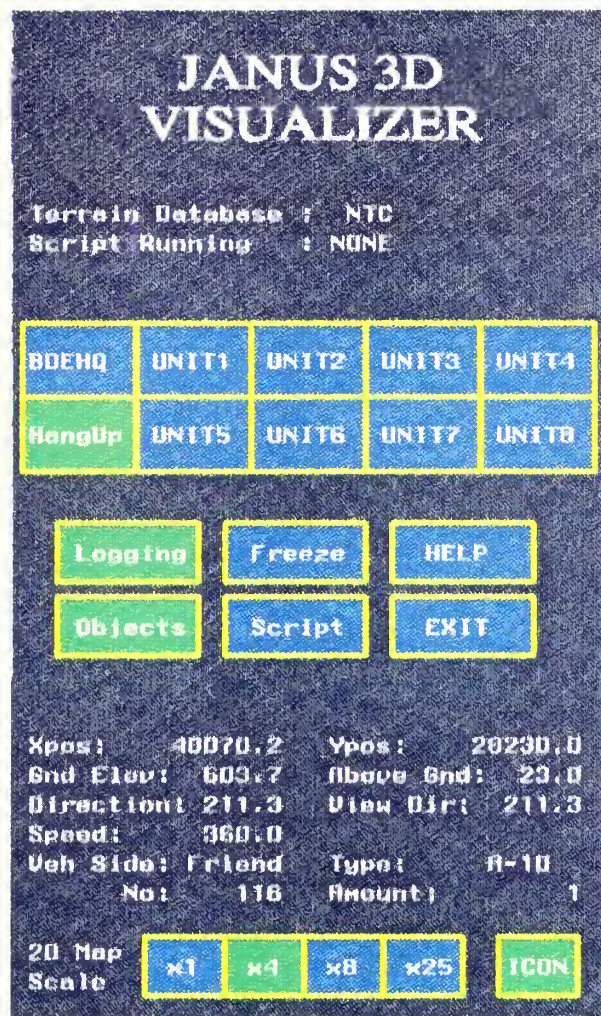 JANUS 3D
VISUALIZER
Terrain Database : NTC
Script Running : NONE
BDEHQ UNIT1 UNIT2 UNIT3 UNIT4
HangUp UNIT5 UNIT6 UNIT7 UNIT8
Logging Freeze HELP
Objects Script EXIT
Xpos: 40070.2 Ypos: 20230.0
Gnd Elev: 603.7 Above Gnd: 23.0
Direction: 211.3 View Dir: 211.3
Speed: 360.0
Veh Side: Friend Type: A-10
No: 116 Amount: 1
2D Map
Scale x1 x4 x8 x25 ICON